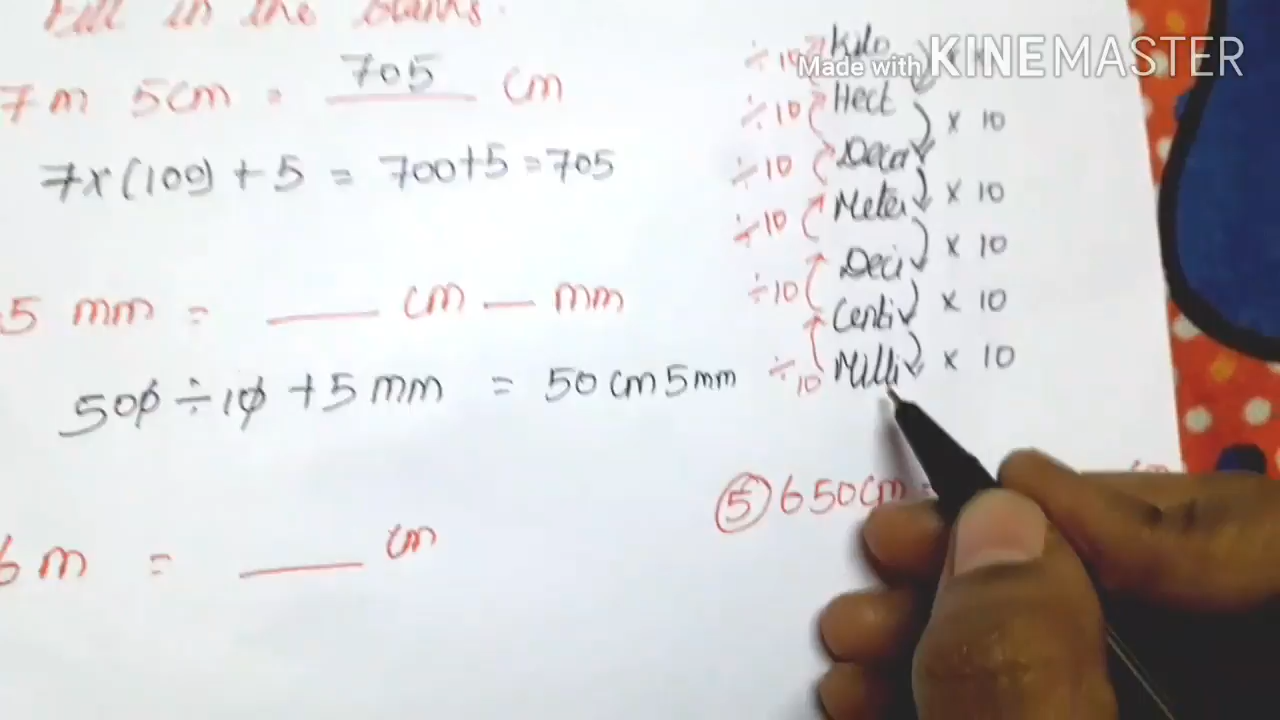 Fill in the blanks.
7m 5cm = 705 cm
7x(100) + 5 = 700+5=705
5 mm = ___ cm __ mm
500 ÷ 10 + 5 mm = 50 cm 5mm
6 m = ___ cm
⑤ 650cm =
÷ 10 Kilo
÷ 10 Hect x 10
÷ 10 Deca x 10
÷ 10 Meter x 10
÷ 10 Deci x 10
÷ 10 Centi x 10
÷ 10 Milli
Made with KINEMASTER